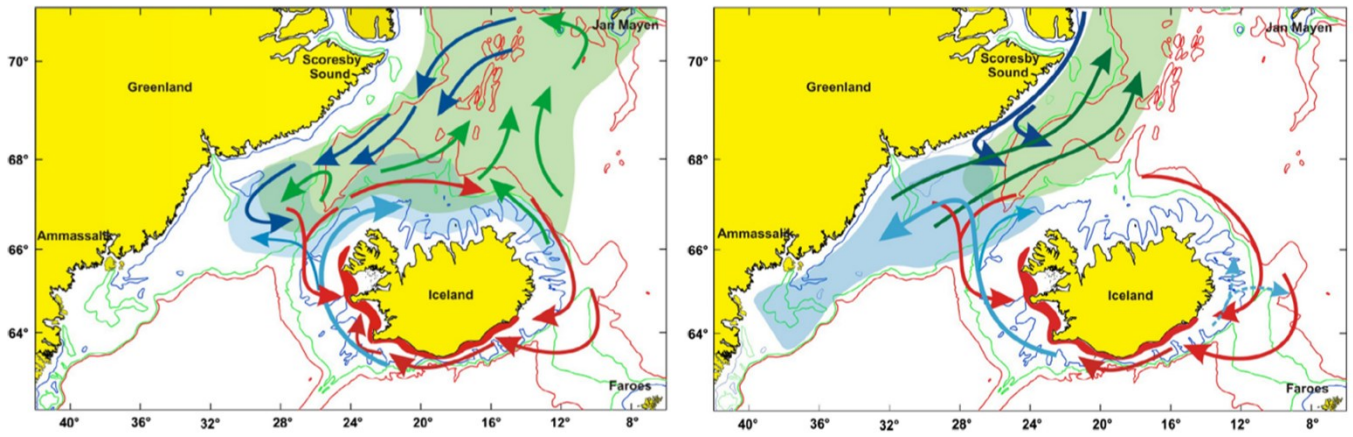 Jan Mayen
70°
Scoresby
Sound
Greenland
68°
66°
Ammassalik
Iceland
64°
Faroes
40° 36° 32° 28° 24° 20° 16° 12° 8°
Jan Mayen
70°
Scoresby
Sound
Greenland
68°
66°
Ammassalik
Iceland
64°
Faroes
40° 36° 32° 28° 24° 20° 16° 12° 8°